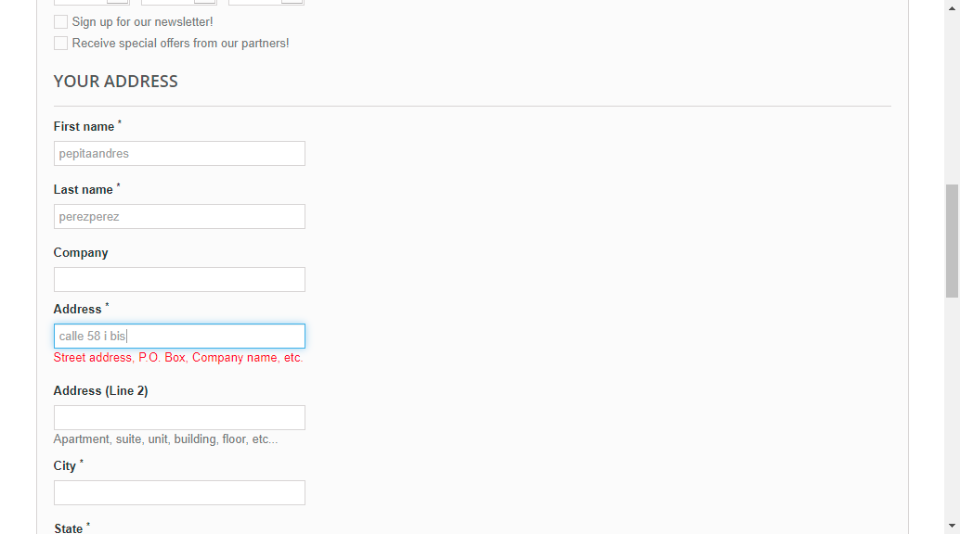 Sign up for our newsletter!
Receive special offers from our partners!
YOUR ADDRESS
First name *
pepitaandres
Last name *
perezperez
Company
Address *
calle 58 i bis
Street address, P.O. Box, Company name, etc.
Address (Line 2)
Apartment, suite, unit, building, floor, etc...
City *
State *